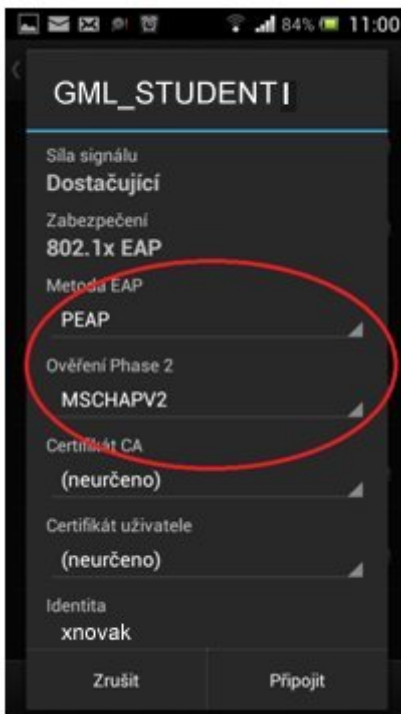 84% 11:00
GML_STUDENTI
Síla signálu
Dostačující
Zabezpečení
802.1x EAP
Metoda EAP
PEAP
Ověření Phase 2
MSCHAPV2
Certifikát CA
(neurčeno)
Certifikát uživatele
(neurčeno)
Identita
xnovak
Zrušit Připojit